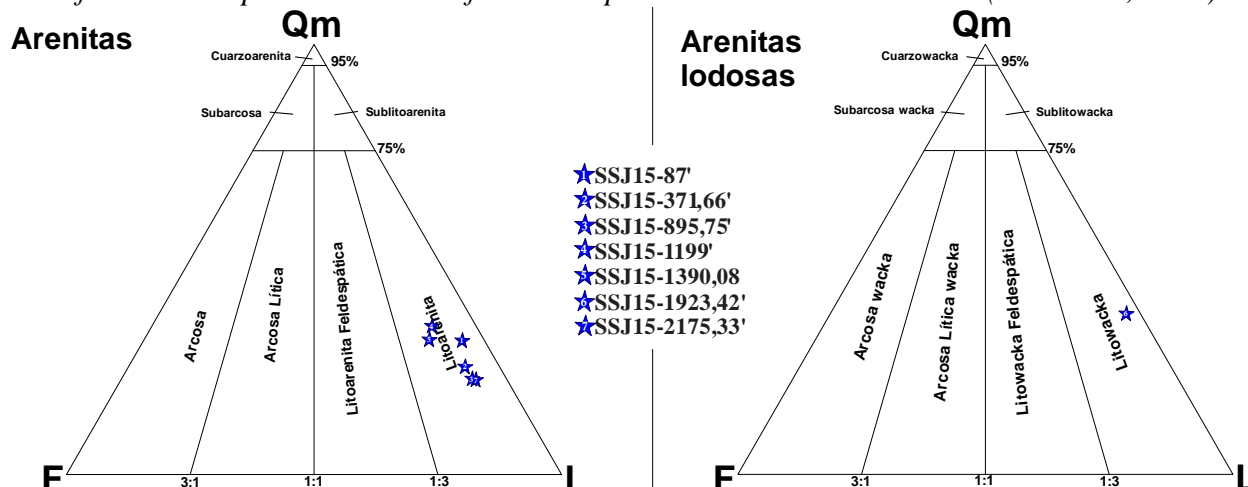 Arenitas
Qm
Cuarzoarenita
95%
Subarcosa
Sublitoarenita
75%
Arcosa
Arcosa Lítica
Litoarenita Feldespática
Litoarenita
F
3:1
1:1
1:3
SSJ15-87'
SSJ15-371,66'
SSJ15-895,75'
SSJ15-1199'
SSJ15-1390,08
SSJ15-1923,42'
SSJ15-2175,33'
Arenitas
lodosas
Qm
Cuarzowacka
95%
Subarcosa wacka
Sublitowacka
75%
Arcosa wacka
Arcosa Lítica wacka
Litowacka Feldespática
Litowacka
F
3:1
1:1
1:3
L